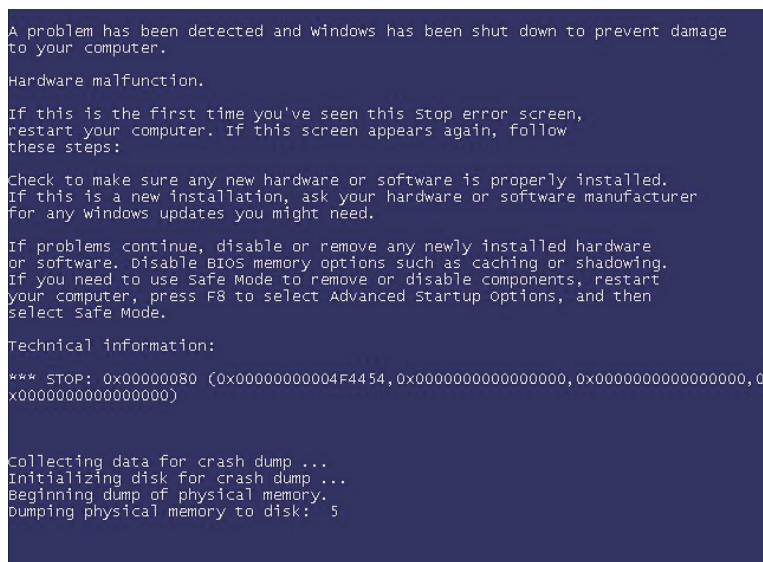 A problem has been detected and Windows has been shut down to prevent damage
to your computer.
Hardware malfunction.
If this is the first time you've seen this Stop error screen,
restart your computer. If this screen appears again, follow
these steps:
Check to make sure any new hardware or software is properly installed.
If this is a new installation, ask your hardware or software manufacturer
for any Windows updates you might need.
If problems continue, disable or remove any newly installed hardware
or software. Disable BIOS memory options such as caching or shadowing.
If you need to use Safe Mode to remove or disable components, restart
your computer, press F8 to select Advanced Startup Options, and then
select Safe Mode.
Technical information:
*** STOP: 0x00000080 (0x00000000004F4454,0x0000000000000000,0x0000000000000000,0
x0000000000000000)
Collecting data for crash dump ...
Initializing disk for crash dump ...
Beginning dump of physical memory.
Dumping physical memory to disk:  5